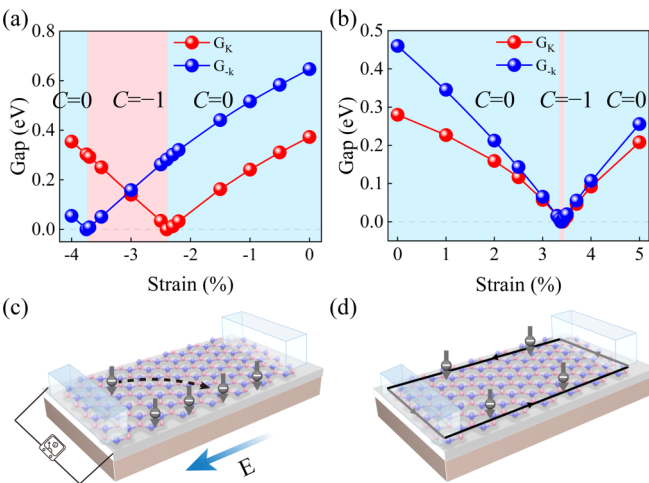 (a)
0.8
0.6
0.4
0.2
0.0
Gap (eV)
G_K
G_-k
C=0
C=−1
C=0
-4 -3 -2 -1 0
Strain (%)
(b)
0.5
0.4
0.3
0.2
0.1
0.0
Gap (eV)
G_K
G_-k
C=0
C=−1
C=0
0 1 2 3 4 5
Strain (%)
(c)
E
(d)